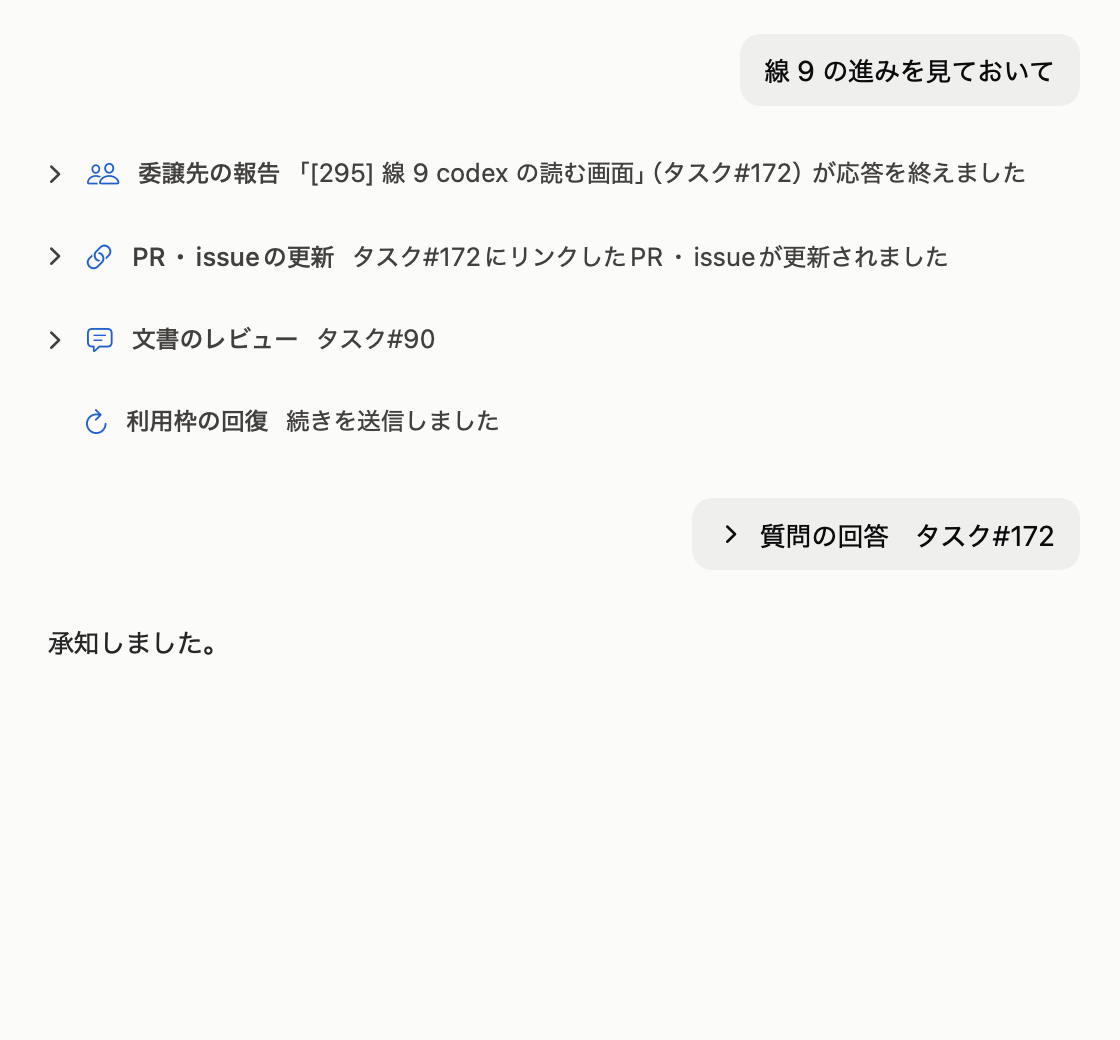 線 9 の進みを見ておいて
委譲先の報告 「[295] 線 9 codex の読む画面」（タスク#172）が応答を終えました
PR・issueの更新 タスク#172にリンクしたPR・issueが更新されました
文書のレビュー タスク#90
利用枠の回復 続きを送信しました
質問の回答 タスク#172
承知しました。